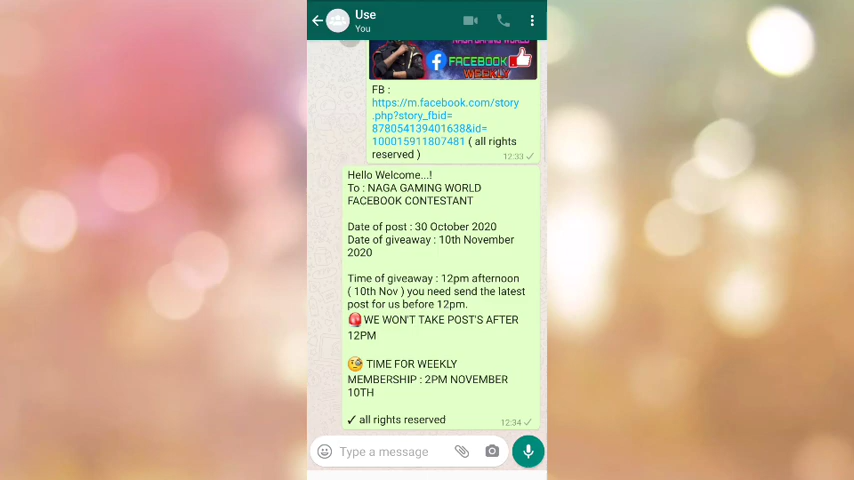 Use
You
NAGA GAMING WORLD
FACEBOOK
WEEKLY
FB :
https://m.facebook.com/story
.php?story_fbid=
878054139401638&id=
100015911807481 ( all rights
reserved )
12:33
Hello Welcome...!
To : NAGA GAMING WORLD
FACEBOOK CONTESTANT
Date of post : 30 October 2020
Date of giveaway : 10th November
2020
Time of giveaway : 12pm afternoon
( 10th Nov ) you need send the latest
post for us before 12pm.
WE WON'T TAKE POST'S AFTER
12PM
TIME FOR WEEKLY
MEMBERSHIP : 2PM NOVEMBER
10TH
✓ all rights reserved
12:34
Type a message